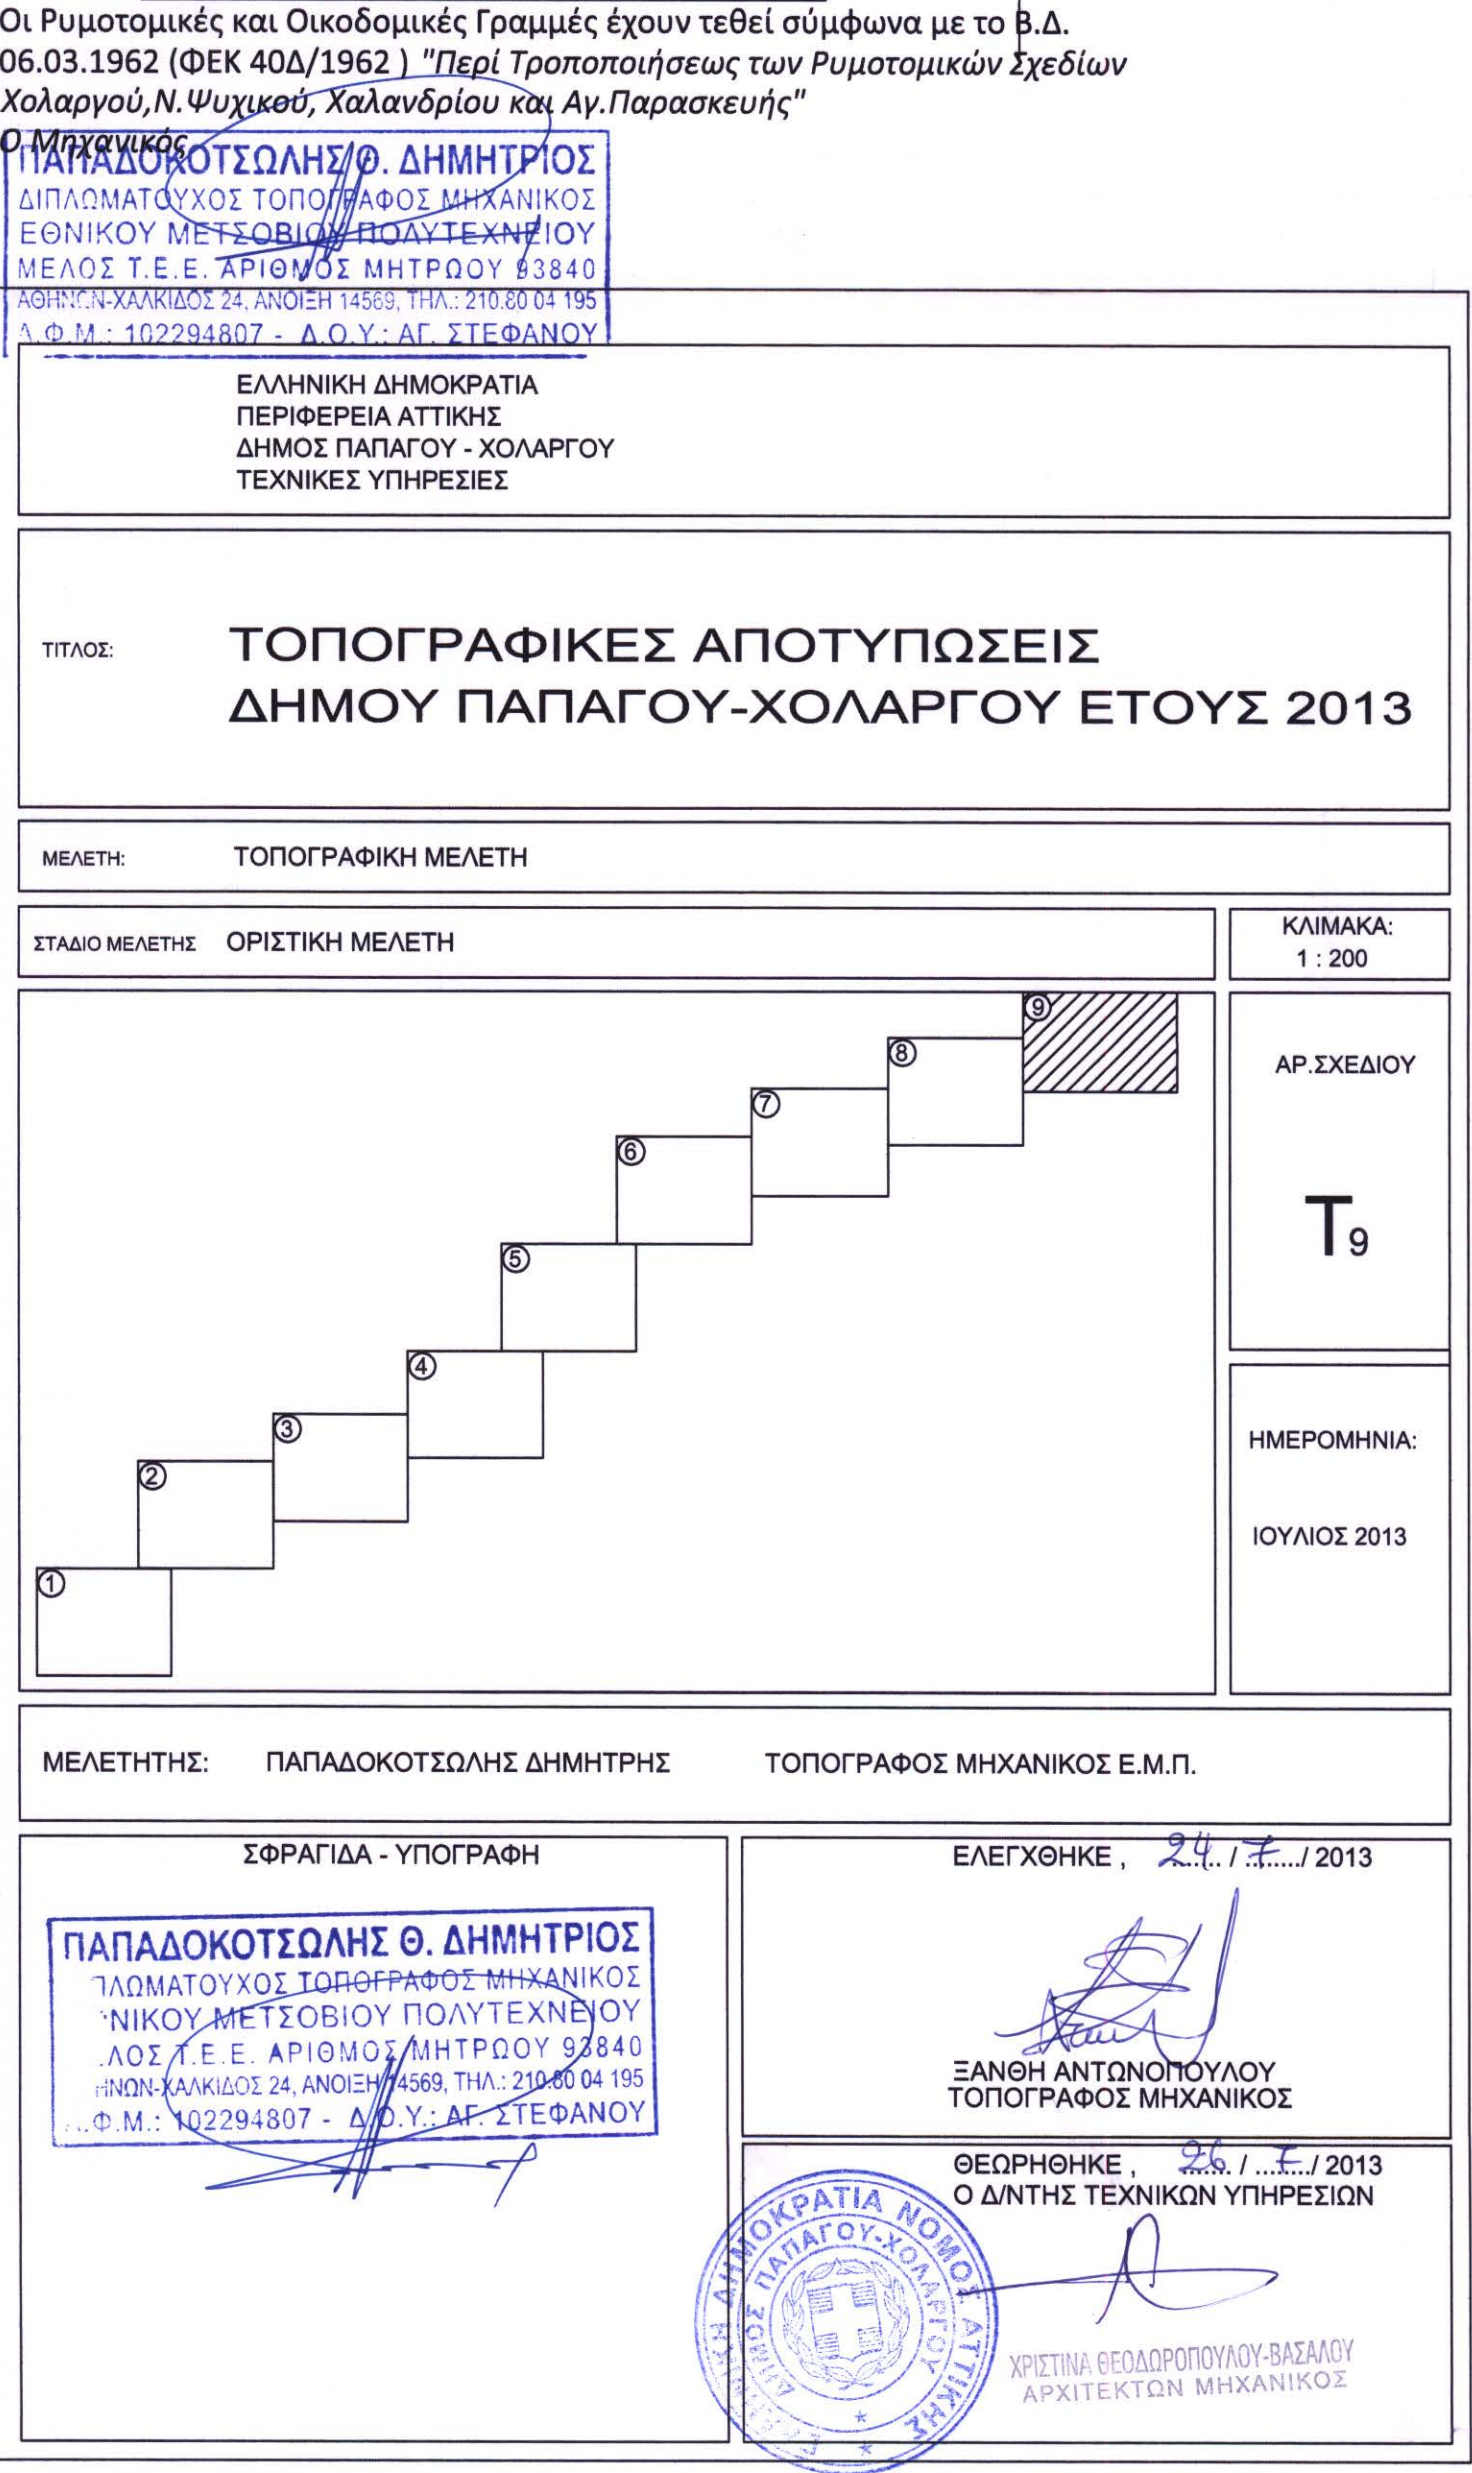 Οι Ρυμοτομικές και Οικοδομικές Γραμμές έχουν τεθεί σύμφωνα με το Β.Δ.
06.03.1962 (ΦΕΚ 40Δ/1962 ) "Περί Τροποποιήσεως των Ρυμοτομικών Σχεδίων
Χολαργού,Ν.Ψυχικού, Χαλανδρίου και Αγ.Παρασκευής"
Ο Μηχανικός
ΠΑΠΑΔΟΚΟΤΣΩΛΗΣ Θ. ΔΗΜΗΤΡΙΟΣ
ΔΙΠΛΩΜΑΤΟΥΧΟΣ ΤΟΠΟΓΡΑΦΟΣ ΜΗΧΑΝΙΚΟΣ
ΕΘΝΙΚΟΥ ΜΕΤΣΟΒΙΟΥ ΠΟΛΥΤΕΧΝΕΙΟΥ
ΜΕΛΟΣ Τ.Ε.Ε. ΑΡΙΘΜΟΣ ΜΗΤΡΩΟΥ 93840
ΑΘΗΝΩΝ-ΧΑΛΚΙΔΟΣ 24, ΑΝΟΙΞΗ 14569, ΤΗΛ.: 210.80 04 195
Α.Φ.Μ.: 102294807 - Δ.Ο.Υ.: ΑΓ. ΣΤΕΦΑΝΟΥ
ΕΛΛΗΝΙΚΗ ΔΗΜΟΚΡΑΤΙΑ
ΠΕΡΙΦΕΡΕΙΑ ΑΤΤΙΚΗΣ
ΔΗΜΟΣ ΠΑΠΑΓΟΥ - ΧΟΛΑΡΓΟΥ
ΤΕΧΝΙΚΕΣ ΥΠΗΡΕΣΙΕΣ
ΤΙΤΛΟΣ: ΤΟΠΟΓΡΑΦΙΚΕΣ ΑΠΟΤΥΠΩΣΕΙΣ
ΔΗΜΟΥ ΠΑΠΑΓΟΥ-ΧΟΛΑΡΓΟΥ ΕΤΟΥΣ 2013
ΜΕΛΕΤΗ: ΤΟΠΟΓΡΑΦΙΚΗ ΜΕΛΕΤΗ
ΣΤΑΔΙΟ ΜΕΛΕΤΗΣ ΟΡΙΣΤΙΚΗ ΜΕΛΕΤΗ
ΚΛΙΜΑΚΑ:
1 : 200
9
8
7
6
5
4
3
2
1
ΑΡ.ΣΧΕΔΙΟΥ
Τ9
ΗΜΕΡΟΜΗΝΙΑ:
ΙΟΥΛΙΟΣ 2013
ΜΕΛΕΤΗΤΗΣ: ΠΑΠΑΔΟΚΟΤΣΩΛΗΣ ΔΗΜΗΤΡΗΣ ΤΟΠΟΓΡΑΦΟΣ ΜΗΧΑΝΙΚΟΣ Ε.Μ.Π.
ΣΦΡΑΓΙΔΑ - ΥΠΟΓΡΑΦΗ
ΠΑΠΑΔΟΚΟΤΣΩΛΗΣ Θ. ΔΗΜΗΤΡΙΟΣ
ΠΛΩΜΑΤΟΥΧΟΣ ΤΟΠΟΓΡΑΦΟΣ ΜΗΧΑΝΙΚΟΣ
ΝΙΚΟΥ ΜΕΤΣΟΒΙΟΥ ΠΟΛΥΤΕΧΝΕΙΟΥ
ΛΟΣ Τ.Ε.Ε. ΑΡΙΘΜΟΣ ΜΗΤΡΩΟΥ 93840
ΗΝΩΝ-ΧΑΛΚΙΔΟΣ 24, ΑΝΟΙΞΗ 14569, ΤΗΛ.: 210.80 04 195
Φ.Μ.: 102294807 - Δ.Ο.Υ.: ΑΓ. ΣΤΕΦΑΝΟΥ
ΕΛΕΓΧΘΗΚΕ , 24 / 7 / 2013
ΞΑΝΘΗ ΑΝΤΩΝΟΠΟΥΛΟΥ
ΤΟΠΟΓΡΑΦΟΣ ΜΗΧΑΝΙΚΟΣ
ΘΕΩΡΗΘΗΚΕ , 26 / 7 / 2013
Ο Δ/ΝΤΗΣ ΤΕΧΝΙΚΩΝ ΥΠΗΡΕΣΙΩΝ
ΕΛΛΗΝΙΚΗ ΔΗΜΟΚΡΑΤΙΑ ΝΟΜΟΣ ΑΤΤΙΚΗΣ
ΔΗΜΟΣ ΠΑΠΑΓΟΥ-ΧΟΛΑΡΓΟΥ
ΧΡΙΣΤΙΝΑ ΘΕΟΔΩΡΟΠΟΥΛΟΥ-ΒΑΣΑΛΟΥ
ΑΡΧΙΤΕΚΤΩΝ ΜΗΧΑΝΙΚΟΣ